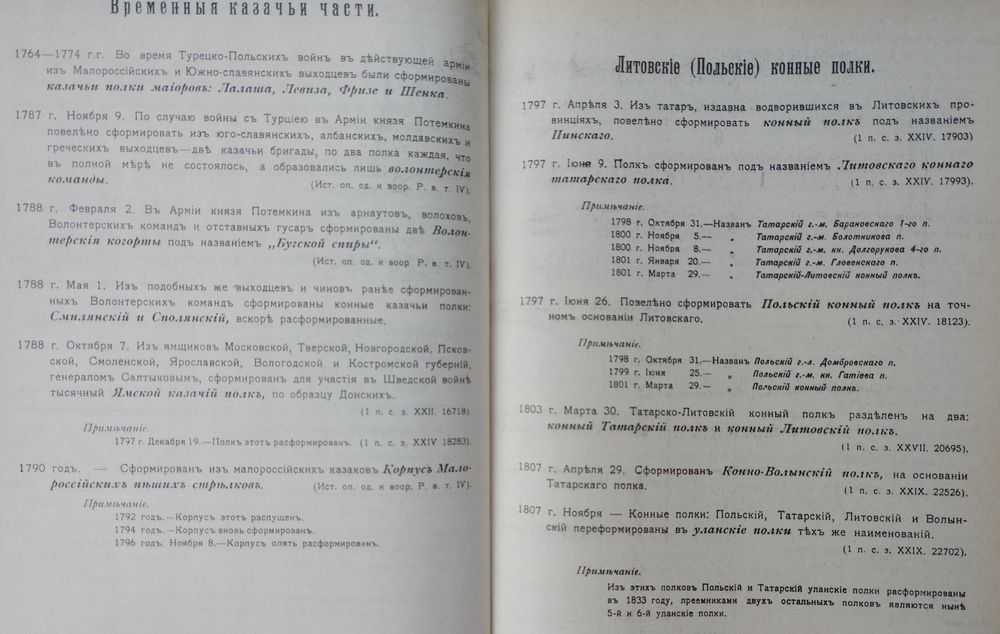 Временныя казачьи части.
1764—1774 г.г. Во время Турецко-Польскихъ войнъ въ дѣйствующей арміи
изъ Малороссійскихъ и Южно-славянскихъ выходцевъ были сформированы
казачьи полки маіоровъ: Лалаша, Левиза, Фризе и Шенка.
1787 г. Ноября 9. По случаю войны съ Турціею въ Арміи князя Потемкина
повелѣно сформировать изъ юго-славянскихъ, албанскихъ, молдавскихъ и
греческихъ выходцевъ—двѣ казачьи бригады, по два полка каждая, что
въ полной мѣрѣ не состоялось, а образовались лишь волонтерскія
команды.
(Ист. оп. од. и воор. Р. в. т. IV).
1788 г. Февраля 2. Въ Арміи князя Потемкина изъ арнаутовъ, волоховъ,
Волонтерскихъ командъ и отставныхъ гусаръ сформированы двѣ Волон-
терскія когорты подъ названіемъ „Бугской спиры“.
(Ист. оп. од. и воор Р. в. т. IV).
1788 г. Мая 1. Изъ подобныхъ же выходцевъ и чиновъ ранѣе сформирован-
ныхъ Волонтерскихъ командъ сформированы конные казачьи полки:
Смилянскій и Сполянскій, вскорѣ расформированные.
1788 г. Октября 7. Изъ ямщиковъ Московской, Тверской, Новгородской, Псков-
ской, Смоленской, Ярославской, Вологодской и Костромской губерній,
генераломъ Салтыковымъ, сформированъ для участія въ Шведской войнѣ
тысячный Ямской казачій полкъ, по образцу Донскихъ.
(1 п. с. з. XXII. 16718).
Примѣчаніе.
1797 г. Декабря 19.—Полкъ этотъ расформированъ. (1 п. с. з. XXIV 18283).
1790 годъ. — Сформированъ изъ малороссійскихъ казаковъ Корпусъ Мало-
россійскихъ пѣшихъ стрѣлковъ. (Ист. оп. од. и воор. Р. в. т. IV).
Примѣчаніе.
1792 годъ.—Корпусъ этотъ распущенъ.
1794 годъ.—Корпусъ вновь сформированъ.
1796 годъ. Ноября 8.—Корпусъ опять расформированъ.
Литовскіе (Польскіе) конные полки.
1797 г. Апрѣля 3. Изъ татаръ, издавна водворившихся въ Литовскихъ про-
винціяхъ, повелѣно сформировать конный полкъ подъ названіемъ
Пинскаго.
(1 п. с. з. XXIV. 17903)
1797 г. Іюня 9. Полкъ сформированъ подъ названіемъ Литовскаго коннаго
татарскаго полка.
(1 п. с. з. XXIV. 17993).
Примѣчаніе.
1798 г. Октября 31.—Названъ Татарскій г.-м. Барановскаго 1-го п.
1800 г. Ноября 5.— „ Татарскій г.-м. Болотникова п.
1800 г. Ноября 8.— „ Татарскій г.-м. кн. Долгорукова 4-го п.
1801 г. Января 20.— „ Татарскій г.-м. Гловенскаго п.
1801 г. Марта 29.— „ Татарскій-Литовскій конный полкъ.
1797 г. Іюня 26. Повелѣно сформировать Польскій конный полкъ на точ-
номъ основаніи Литовскаго.
(1 п. с. з. XXIV. 18123).
Примѣчаніе.
1798 г. Октября 31.—Названъ Польскій г.-л. Домбровскаго п.
1799 г. Іюня 25.— „ Польскій г.-м. кн. Гатіева п.
1801 г. Марта 29.— „ Польскій конный полкъ.
1803 г. Марта 30. Татарско-Литовскій конный полкъ раздѣленъ на два:
конный Татарскій полкъ и конный Литовскій полкъ.
(1 п. с. з. XXVII. 20695).
1807 г. Апрѣля 29. Сформированъ Конно-Волынскій полкъ, на основаніи
Татарскаго полка.
(1 п. с. з. XXIX. 22526).
1807 г. Ноября — Конные полки: Польскій, Татарскій, Литовскій и Волын-
скій переформированы въ уланскіе полки тѣхъ же наименованій.
(1 п. с. з. XXIX. 22702).
Примѣчаніе.
Изъ этихъ полковъ Польскій и Татарскій уланскіе полки расформированы
въ 1833 году, преемниками двухъ остальныхъ полковъ являются нынѣ
5-й и 6-й уланскіе полки.